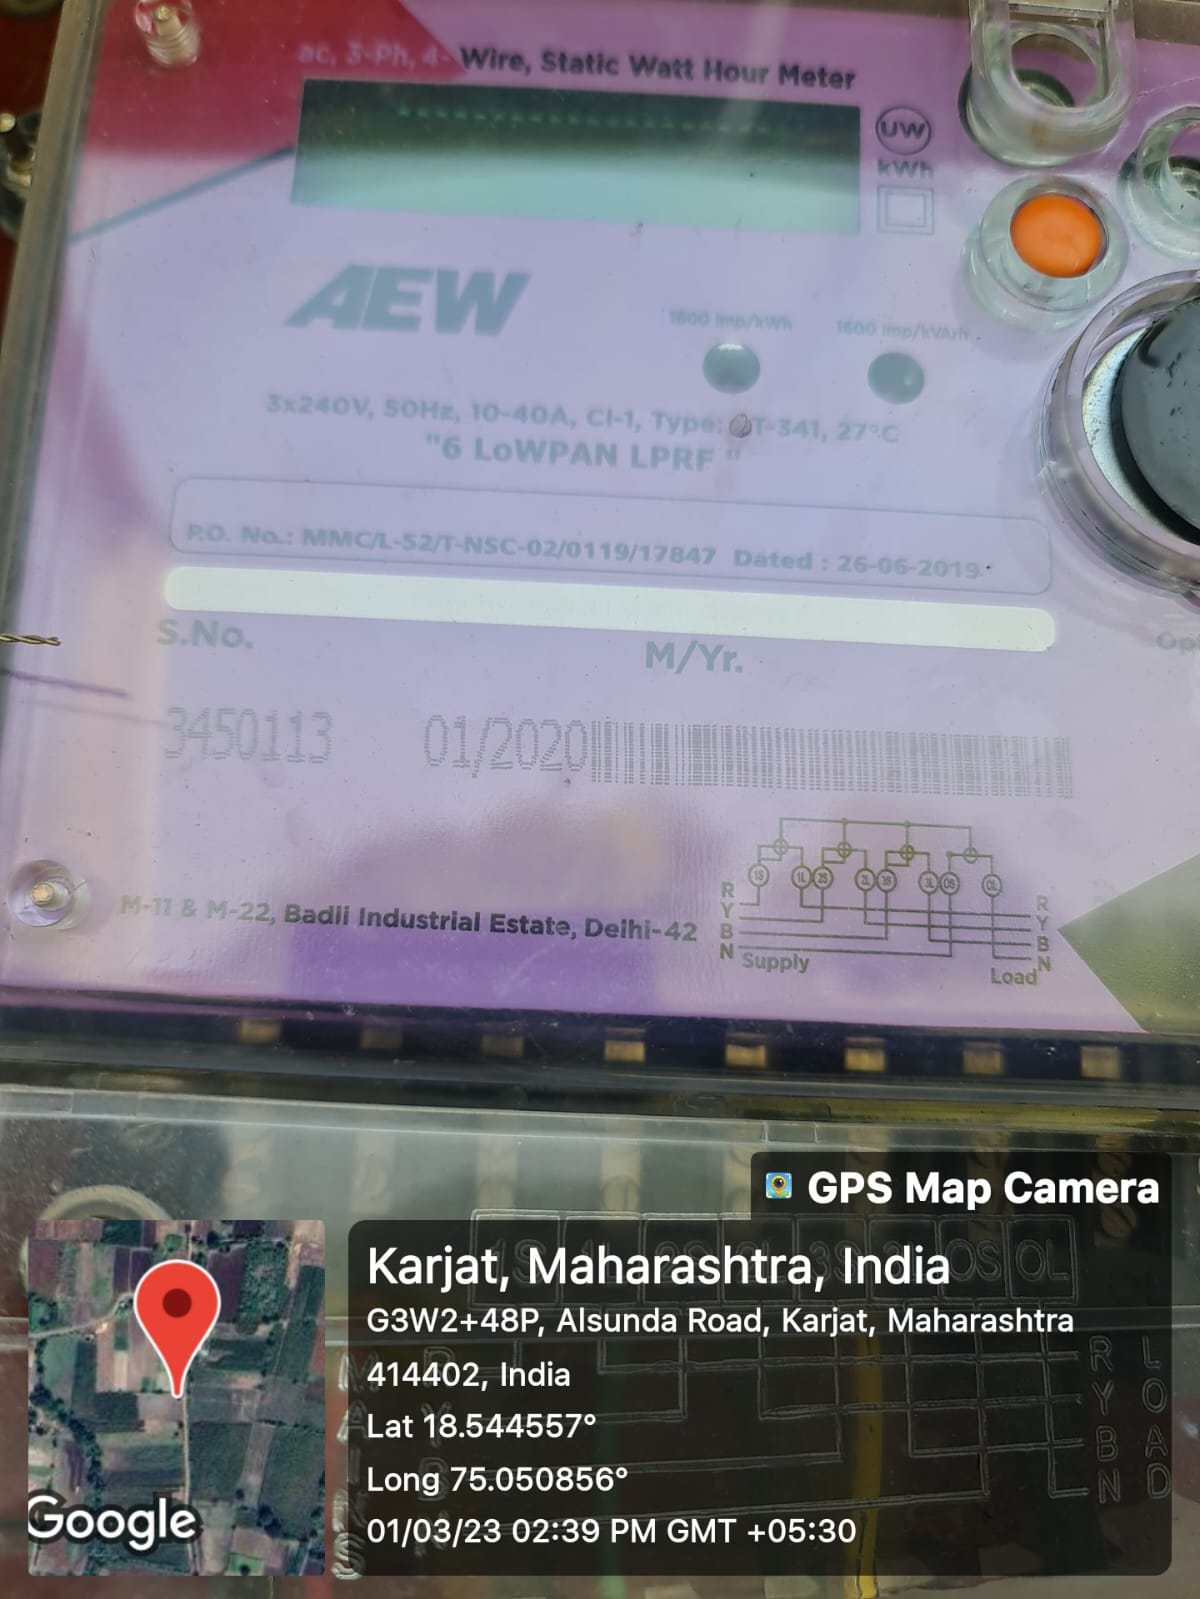 ac, 3-Ph, 4- Wire, Static Watt Hour Meter
UW
kWh
AEW
1600 imp/kWh 1600 imp/kVArh
3x240V, 50Hz, 10-40A, Cl-1, Type: T-341, 27°C
"6 LoWPAN LPRF "
P.O. No.: MMC/L-52/T-NSC-02/0119/17847 Dated : 26-06-2019
S.No. M/Yr.
3450113 01/2020
M-11 & M-22, Badli Industrial Estate, Delhi-42
1S 1L 2S 2L 3S 3L 0S 0L
R Y B N
Supply
R Y B N
Load
GPS Map Camera
Karjat, Maharashtra, India
G3W2+48P, Alsunda Road, Karjat, Maharashtra
414402, India
Lat 18.544557°
Long 75.050856°
01/03/23 02:39 PM GMT +05:30
Google
OS OL
R Y B N
LOAD